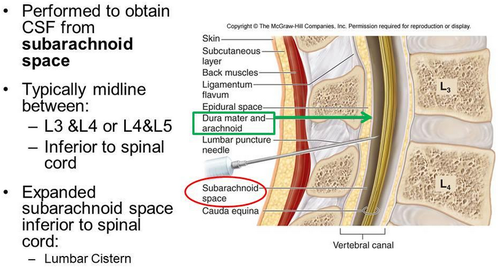 • Performed to obtain
CSF from
subarachnoid
space
• Typically midline
between:
– L3 &L4 or L4&L5
– Inferior to spinal
cord
• Expanded
subarachnoid space
inferior to spinal
cord:
– Lumbar Cistern
Copyright © The McGraw-Hill Companies, Inc. Permission required for reproduction or display.
Skin
Subcutaneous
layer
Back muscles
Ligamentum
flavum
Epidural space
Dura mater and
arachnoid
Lumbar puncture
needle
Subarachnoid
space
Cauda equina
L3
L4
Vertebral canal